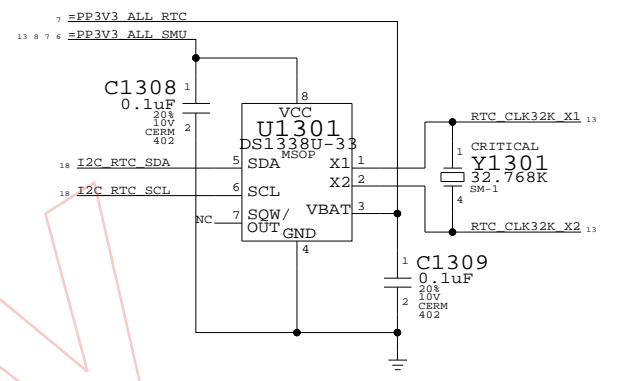 7 =PP3V3_ALL_RTC
13 8 7 6 =PP3V3_ALL_SMU
C1308
0.1uF
20%
10V
CERM
402
1
2
8
VCC
U1301
DS1338U-33
MSOP
18 I2C_RTC_SDA
5 SDA
X1 1
18 I2C_RTC_SCL
6 SCL
X2 2
NC
7 SQW/
OUT
VBAT 3
GND
4
RTC_CLK32K_X1 13
CRITICAL
1
Y1301
32.768K
SM-1
4
RTC_CLK32K_X2 13
1
C1309
0.1uF
20%
10V
CERM
402
2